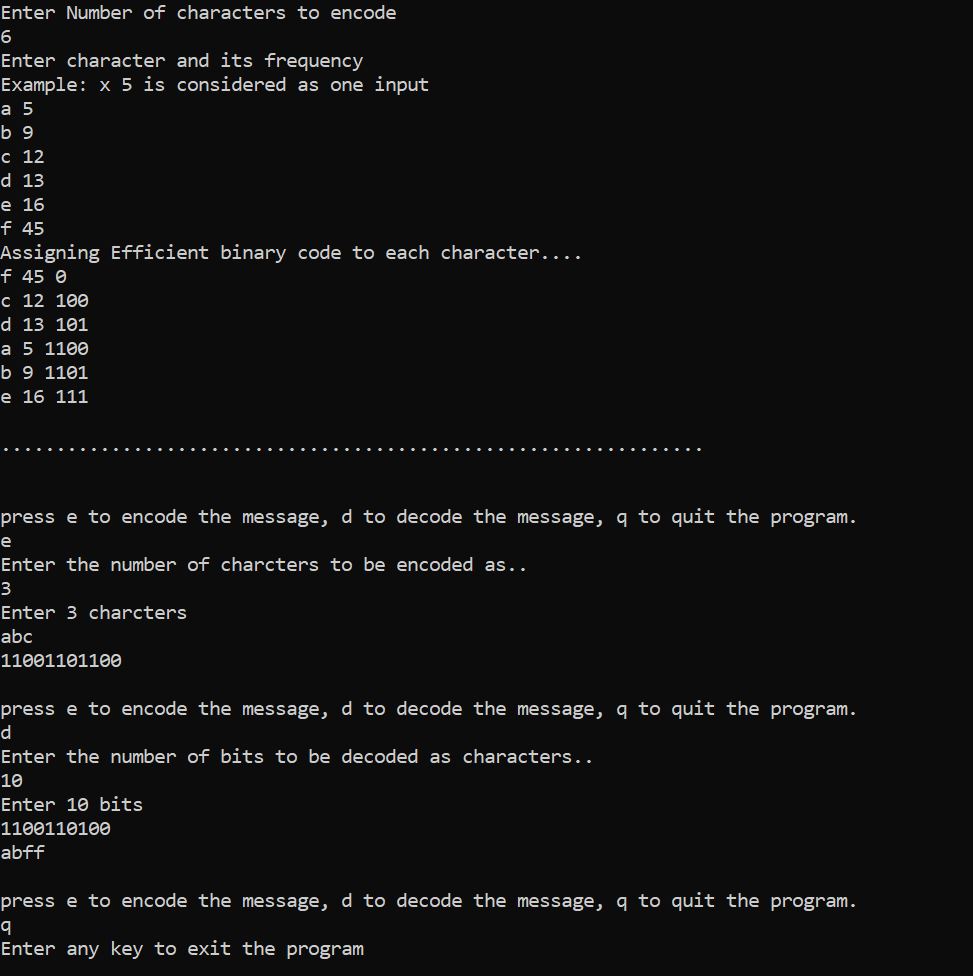 Enter Number of characters to encode
6
Enter character and its frequency
Example: x 5 is considered as one input
a 5
b 9
c 12
d 13
e 16
f 45
Assigning Efficient binary code to each character....
f 45 0
c 12 100
d 13 101
a 5 1100
b 9 1101
e 16 111
................................................................
press e to encode the message, d to decode the message, q to quit the program.
e
Enter the number of charcters to be encoded as..
3
Enter 3 charcters
abc
11001101100
press e to encode the message, d to decode the message, q to quit the program.
d
Enter the number of bits to be decoded as characters..
10
Enter 10 bits
1100110100
abff
press e to encode the message, d to decode the message, q to quit the program.
q
Enter any key to exit the program